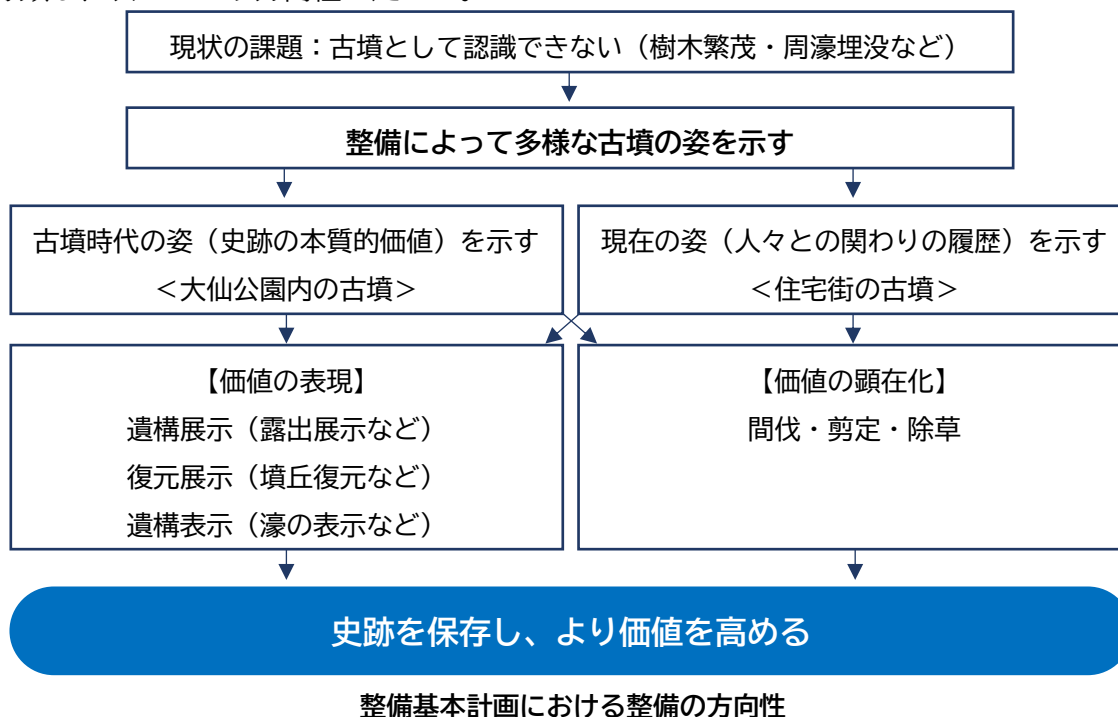 現状の課題：古墳として認識できない（樹木繁茂・周濠埋没など）
整備によって多様な古墳の姿を示す
古墳時代の姿（史跡の本質的価値）を示す
＜大仙公園内の古墳＞
現在の姿（人々との関わりの履歴）を示す
＜住宅街の古墳＞
【価値の表現】
遺構展示（露出展示など）
復元展示（墳丘復元など）
遺構表示（濠の表示など）
【価値の顕在化】
間伐・剪定・除草
史跡を保存し、より価値を高める
整備基本計画における整備の方向性